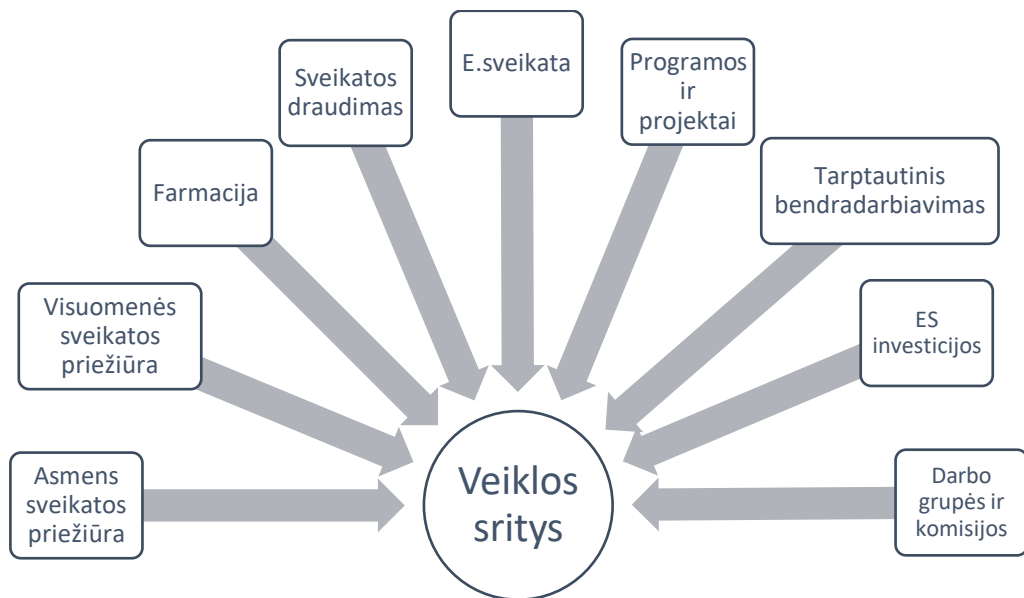 E.sveikata
Sveikatos
draudimas
Programos
ir
projektai
Farmacija
Tarptautinis
bendradarbiavimas
Visuomenės
sveikatos
priežiūra
ES
investicijos
Asmens
sveikatos
priežiūra
Veiklos
sritys
Darbo
grupės ir
komisijos